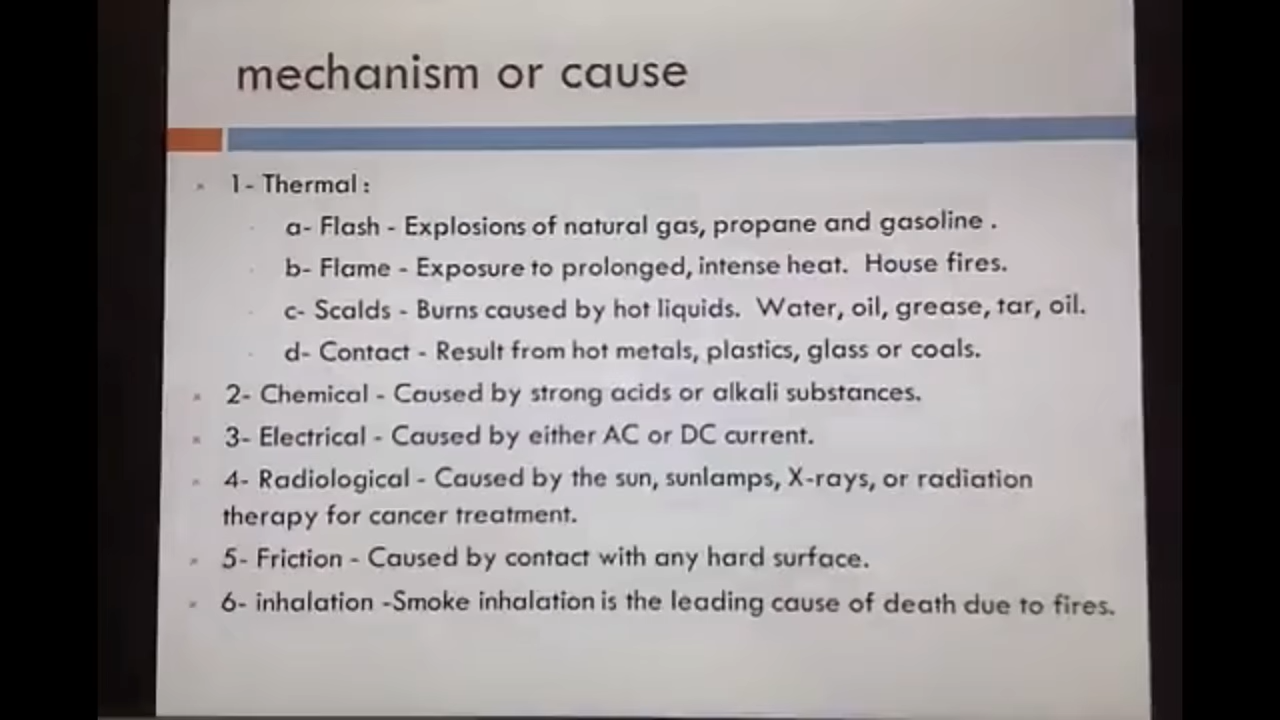 mechanism or cause
1- Thermal :
a- Flash - Explosions of natural gas, propane and gasoline .
b- Flame - Exposure to prolonged, intense heat. House fires.
c- Scalds - Burns caused by hot liquids. Water, oil, grease, tar, oil.
d- Contact - Result from hot metals, plastics, glass or coals.
2- Chemical - Caused by strong acids or alkali substances.
3- Electrical - Caused by either AC or DC current.
4- Radiological - Caused by the sun, sunlamps, X-rays, or radiation
therapy for cancer treatment.
5- Friction - Caused by contact with any hard surface.
6- inhalation -Smoke inhalation is the leading cause of death due to fires.